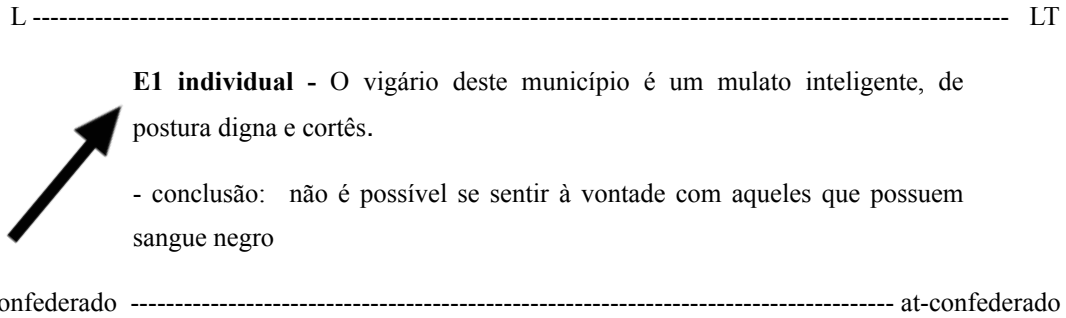 L --------------------------------------------------------------------------------------------------------------- LT
E1 individual - O vigário deste município é um mulato inteligente, de
postura digna e cortês.
- conclusão: não é possível se sentir à vontade com aqueles que possuem
sangue negro
onfederado --------------------------------------------------------------------------------------- at-confederado